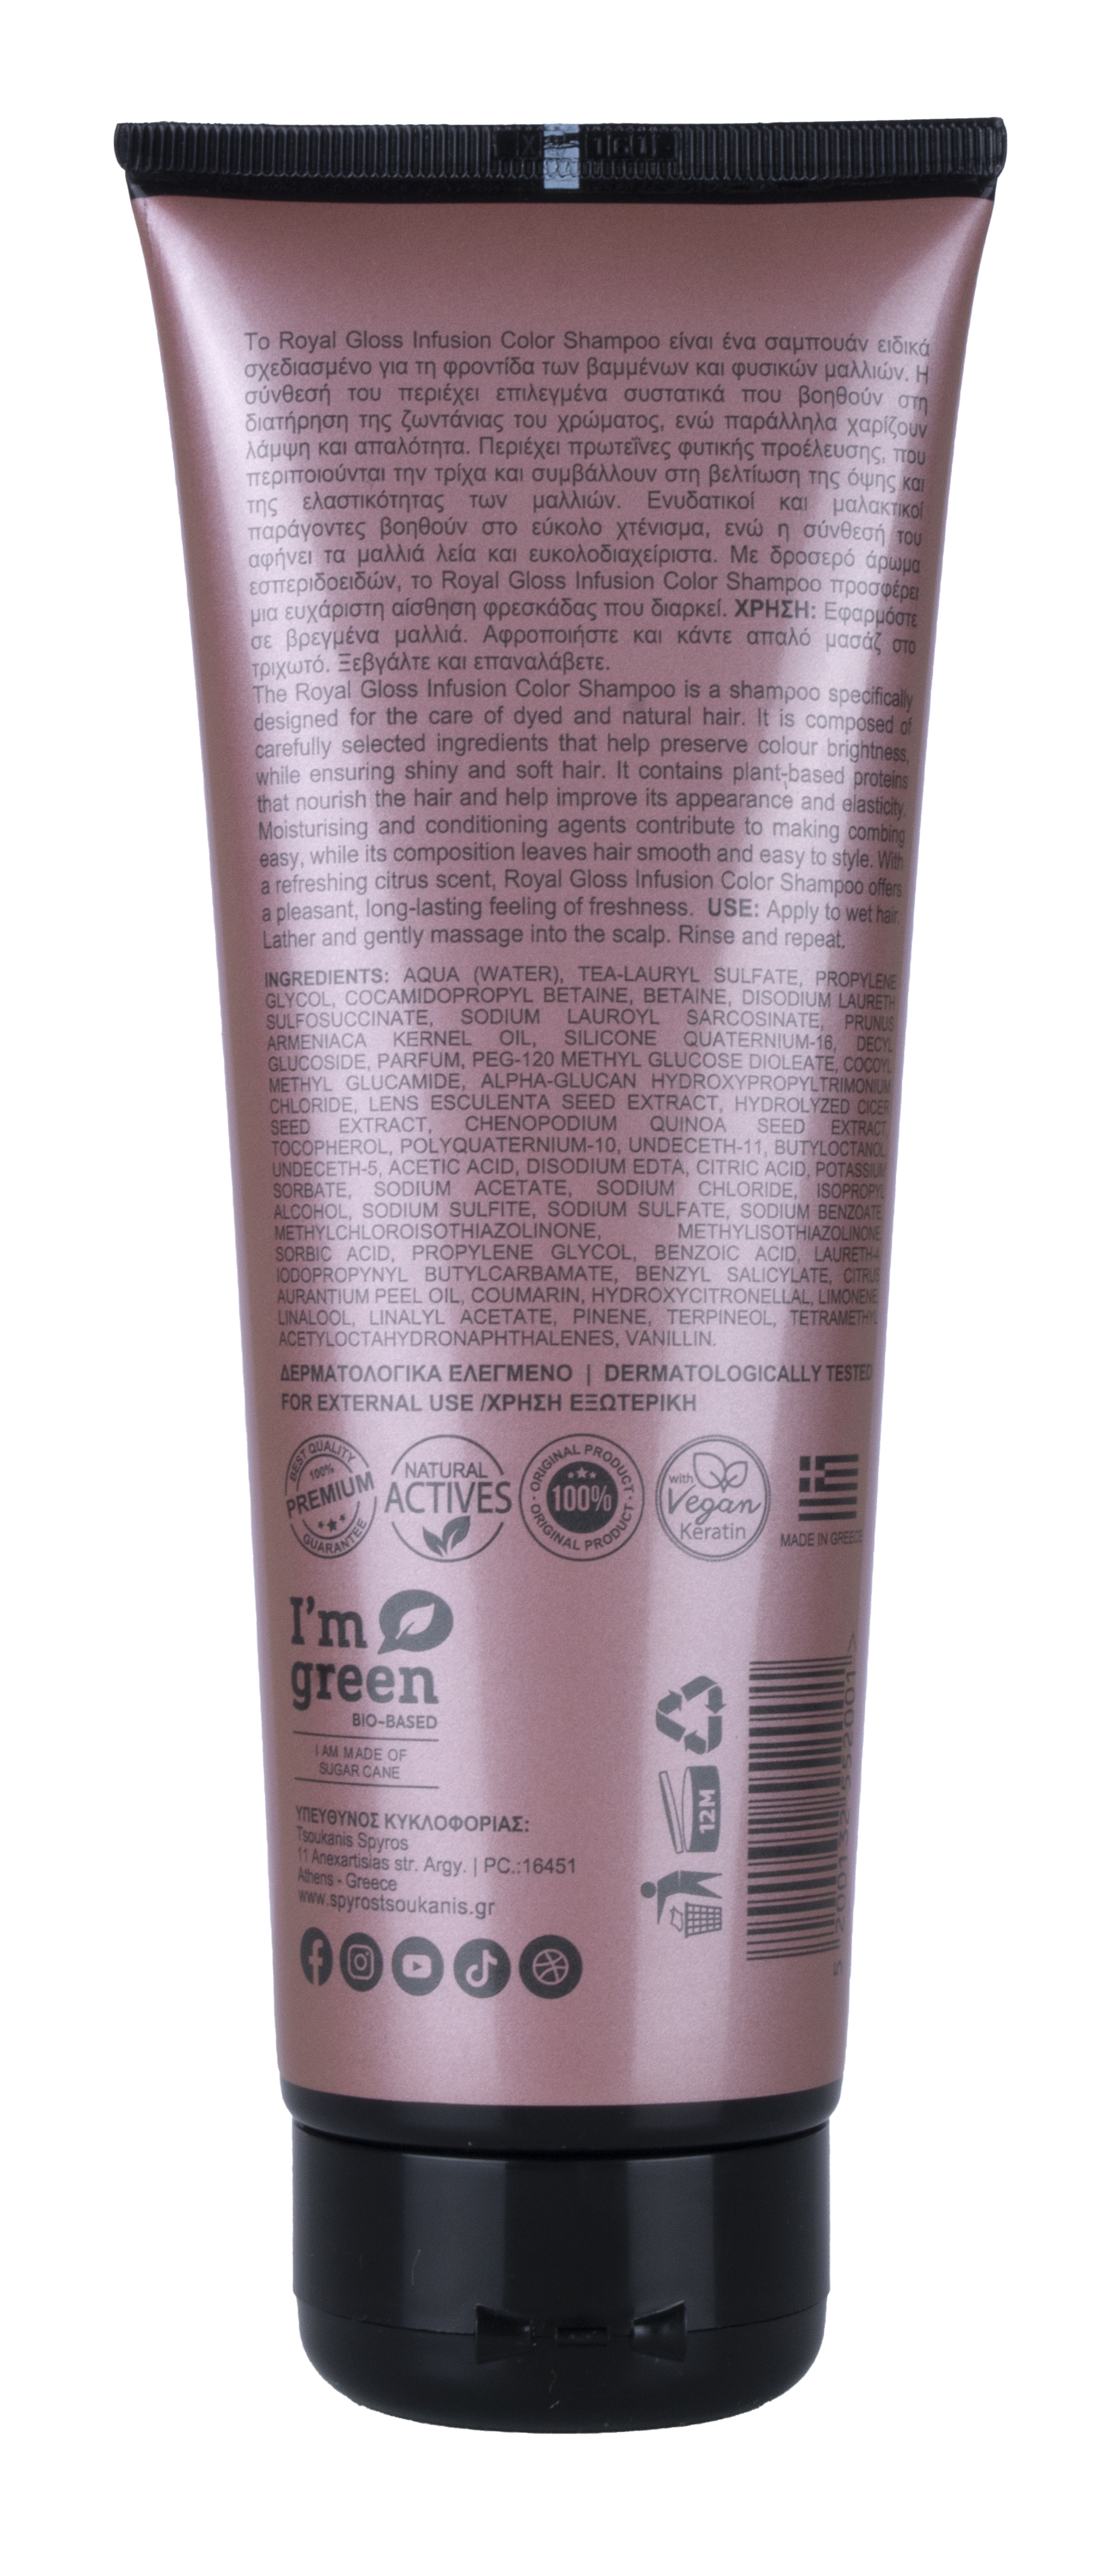 Το Royal Gloss Infusion Color Shampoo είναι ένα σαμπουάν ειδικά
σχεδιασμένο για τη φροντίδα των βαμμένων και φυσικών μαλλιών. Η
σύνθεσή του περιέχει επιλεγμένα συστατικά που βοηθούν στη
διατήρηση της ζωντάνιας του χρώματος, ενώ παράλληλα χαρίζουν
λάμψη και απαλότητα. Περιέχει πρωτεΐνες φυτικής προέλευσης, που
περιποιούνται την τρίχα και συμβάλλουν στη βελτίωση της όψης και
της ελαστικότητας των μαλλιών. Ενυδατικοί και μαλακτικοί
παράγοντες βοηθούν στο εύκολο χτένισμα, ενώ η σύνθεσή του
αφήνει τα μαλλιά λεία και ευκολοδιαχείριστα. Με δροσερό άρωμα
εσπεριδοειδών, το Royal Gloss Infusion Color Shampoo προσφέρει
μια ευχάριστη αίσθηση φρεσκάδας που διαρκεί. ΧΡΗΣΗ: Εφαρμόστε
σε βρεγμένα μαλλιά. Αφροποιήστε και κάντε απαλό μασάζ στο
τριχωτό. Ξεβγάλτε και επαναλάβετε.
The Royal Gloss Infusion Color Shampoo is a shampoo specifically
designed for the care of dyed and natural hair. It is composed of
carefully selected ingredients that help preserve colour brightness,
while ensuring shiny and soft hair. It contains plant-based proteins
that nourish the hair and help improve its appearance and elasticity.
Moisturising and conditioning agents contribute to making combing
easy, while its composition leaves hair smooth and easy to style. With
a refreshing citrus scent, Royal Gloss Infusion Color Shampoo offers
a pleasant, long-lasting feeling of freshness. USE: Apply to wet hair.
Lather and gently massage into the scalp. Rinse and repeat.
INGREDIENTS: AQUA (WATER), TEA-LAURYL SULFATE, PROPYLENE
GLYCOL, COCAMIDOPROPYL BETAINE, BETAINE, DISODIUM LAURETH
SULFOSUCCINATE, SODIUM LAUROYL SARCOSINATE, PRUNUS
ARMENIACA KERNEL OIL, SILICONE QUATERNIUM-16, DECYL
GLUCOSIDE, PARFUM, PEG-120 METHYL GLUCOSE DIOLEATE, COCOYL
METHYL GLUCAMIDE, ALPHA-GLUCAN HYDROXYPROPYLTRIMONIUM
CHLORIDE, LENS ESCULENTA SEED EXTRACT, HYDROLYZED CICER
SEED EXTRACT, CHENOPODIUM QUINOA SEED EXTRACT,
TOCOPHEROL, POLYQUATERNIUM-10, UNDECETH-11, BUTYLOCTANOL,
UNDECETH-5, ACETIC ACID, DISODIUM EDTA, CITRIC ACID, POTASSIUM
SORBATE, SODIUM ACETATE, SODIUM CHLORIDE, ISOPROPYL
ALCOHOL, SODIUM SULFITE, SODIUM SULFATE, SODIUM BENZOATE,
METHYLCHLOROISOTHIAZOLINONE, METHYLISOTHIAZOLINONE,
SORBIC ACID, PROPYLENE GLYCOL, BENZOIC ACID, LAURETH-4,
IODOPROPYNYL BUTYLCARBAMATE, BENZYL SALICYLATE, CITRUS
AURANTIUM PEEL OIL, COUMARIN, HYDROXYCITRONELLAL, LIMONENE,
LINALOOL, LINALYL ACETATE, PINENE, TERPINEOL, TETRAMETHYL
ACETYLOCTAHYDRONAPHTHALENES, VANILLIN.
ΔΕΡΜΑΤΟΛΟΓΙΚΑ ΕΛΕΓΜΕΝΟ | DERMATOLOGICALLY TESTED
FOR EXTERNAL USE /ΧΡΗΣΗ ΕΞΩΤΕΡΙΚΗ
BEST QUALITY
100%
PREMIUM
GUARANTEE
NATURAL
ACTIVES
ORIGINAL PRODUCT
100%
ORIGINAL PRODUCT
with
Vegan
Keratin
MADE IN GREECE
I'm
green
BIO-BASED
I AM MADE OF
SUGAR CANE
12M
ΥΠΕΥΘΥΝΟΣ ΚΥΚΛΟΦΟΡΙΑΣ:
Tsoukanis Spyros
11 Anexartisias str. Argy. | PC.:16451
Athens - Greece
www.spyrostsoukanis.gr